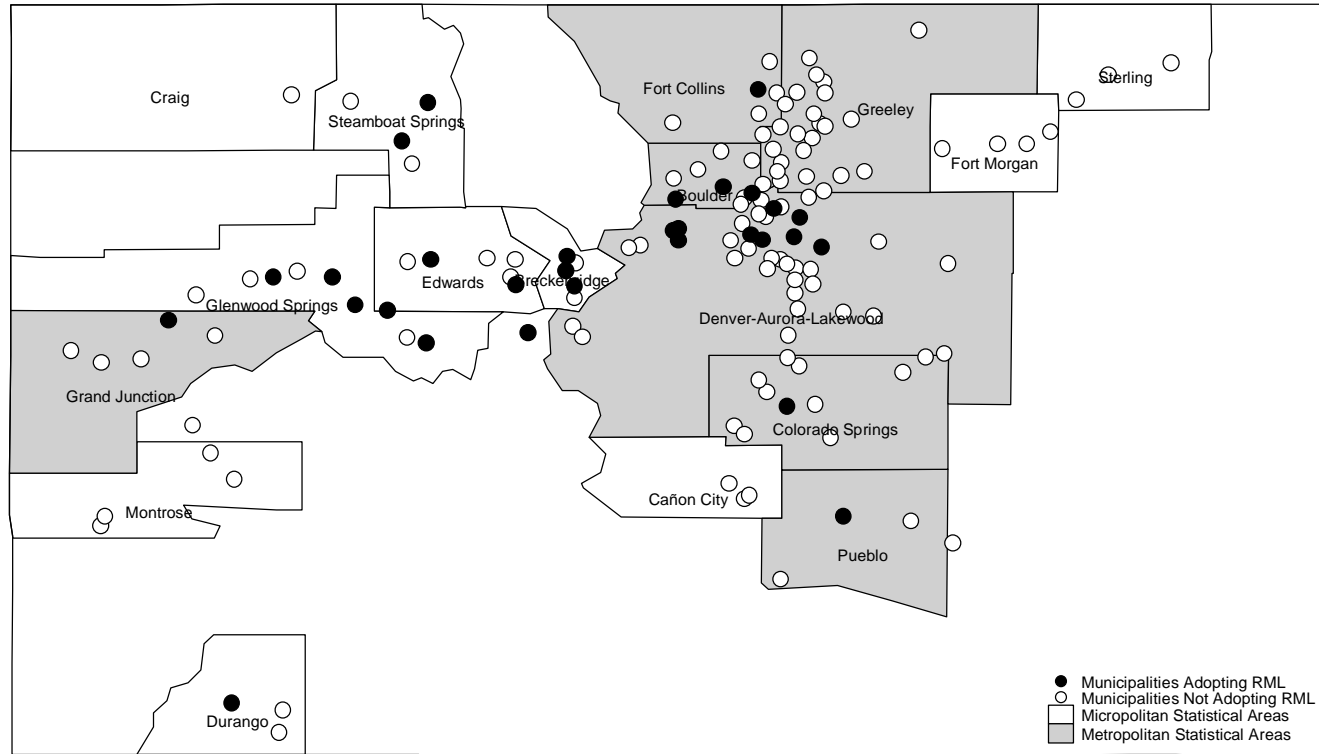 Craig
Fort Collins
Sterling
Greeley
Steamboat Springs
Fort Morgan
Boulder
Edwards
Breckenridge
Glenwood Springs
Denver-Aurora-Lakewood
Grand Junction
Colorado Springs
Cañon City
Montrose
Pueblo
Durango
Municipalities Adopting RML
Municipalities Not Adopting RML
Micropolitan Statistical Areas
Metropolitan Statistical Areas